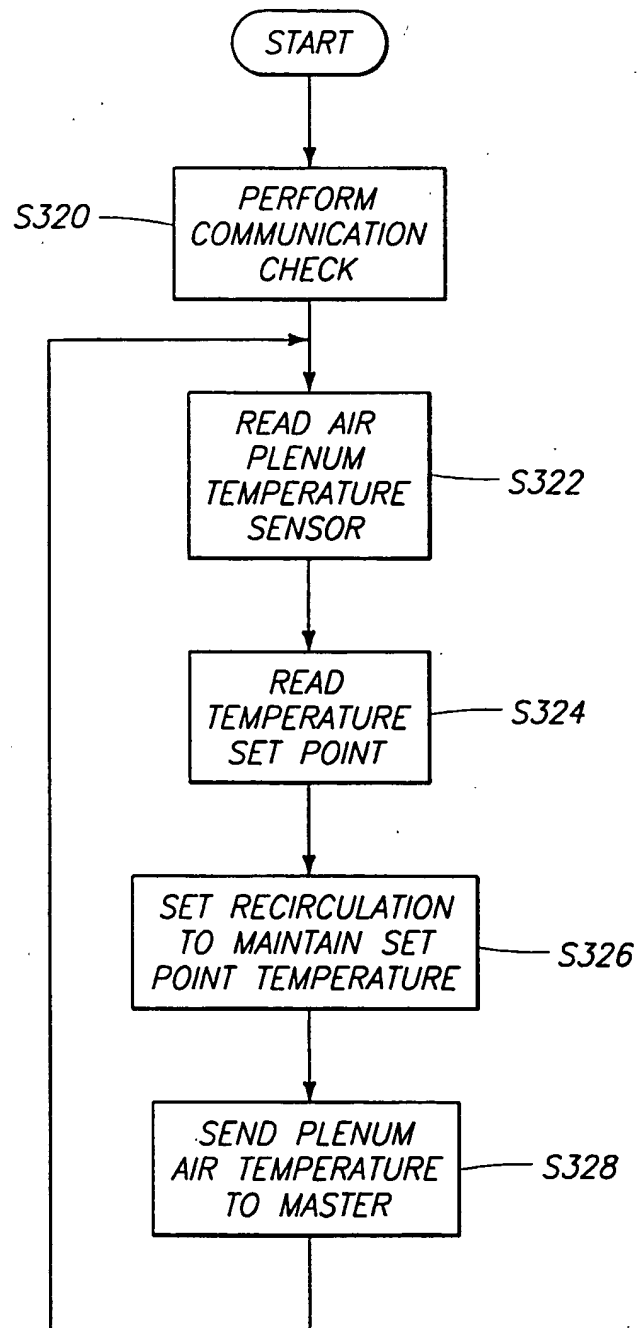 START
S320
PERFORM
COMMUNICATION
CHECK
READ AIR
PLENUM
TEMPERATURE
SENSOR
S322
READ
TEMPERATURE
SET POINT
S324
SET RECIRCULATION
TO MAINTAIN SET
POINT TEMPERATURE
S326
SEND PLENUM
AIR TEMPERATURE
TO MASTER
S328